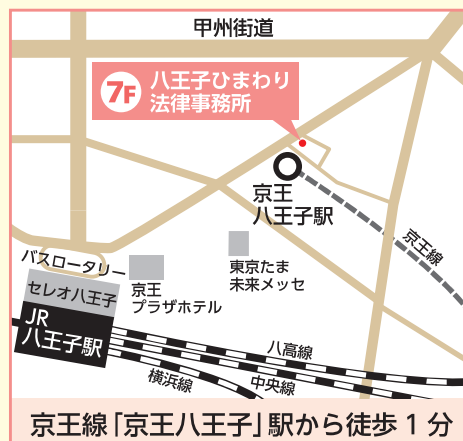 甲州街道
7F
八王子ひまわり
法律事務所
京王
八王子駅
京王線
バスロータリー
セレオ八王子
京王
プラザホテル
東京たま
未来メッセ
JR
八王子駅
八高線
中央線
横浜線
京王線「京王八王子」駅から徒歩1分